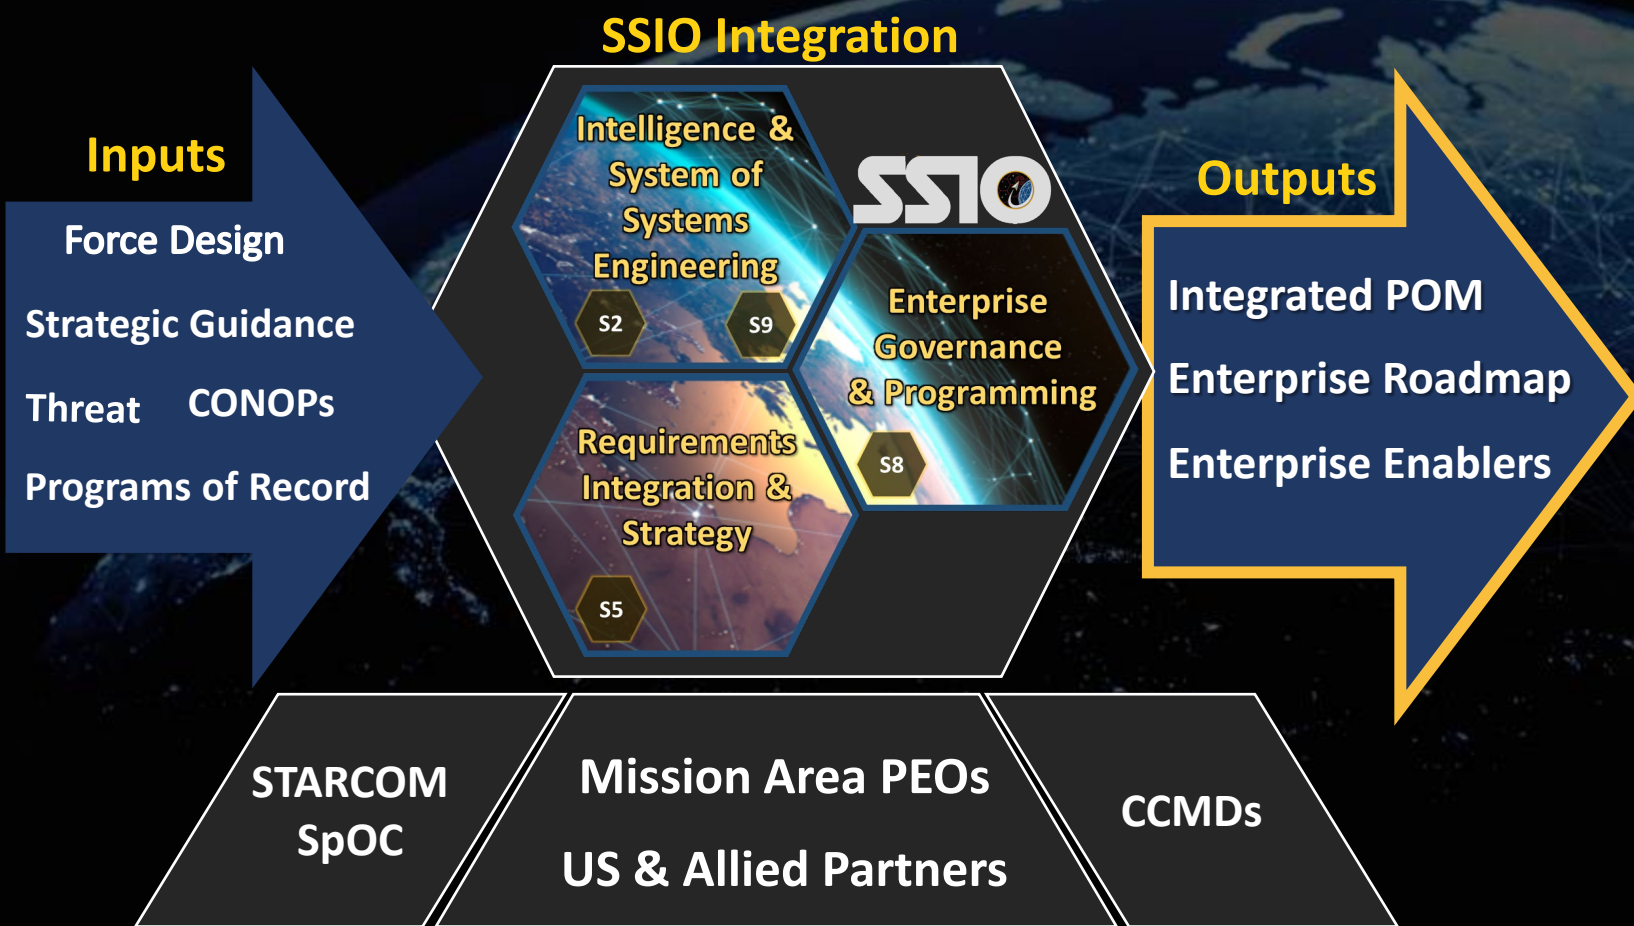 SSIO Integration
Inputs
Force Design
Strategic Guidance
Threat
CONOPs
Programs of Record
Intelligence &
System of
Systems
Engineering
S2
S9
SSIO
Enterprise
Governance
& Programming
S8
Requirements
Integration &
Strategy
S5
Outputs
Integrated POM
Enterprise Roadmap
Enterprise Enablers
STARCOM
SpOC
Mission Area PEOs
US & Allied Partners
CCMDs